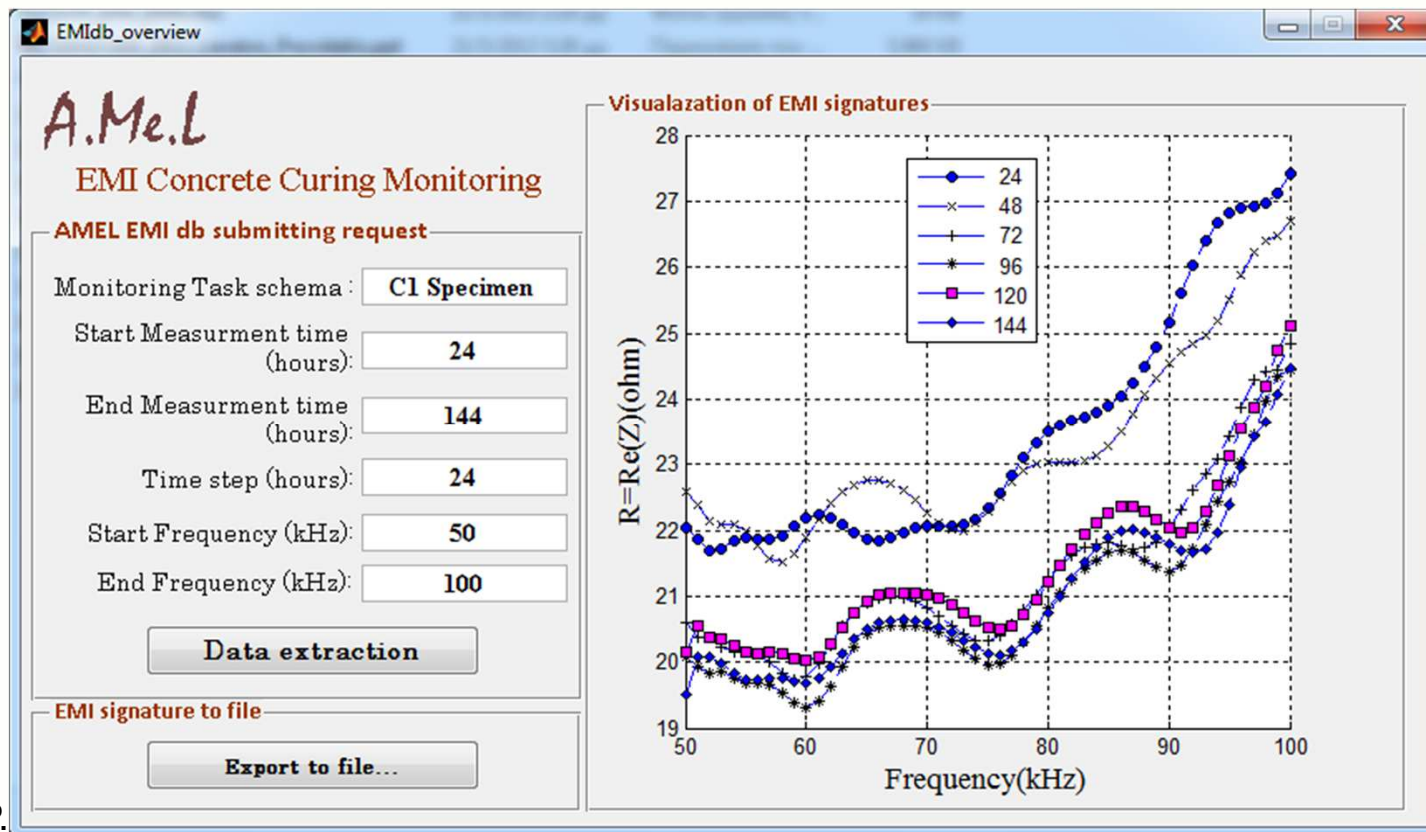 EMIdb_overview
A.Me.L
EMI Concrete Curing Monitoring
AMEL EMI db submitting request
Monitoring Task schema : C1 Specimen
Start Measurment time
(hours): 24
End Measurment time
(hours): 144
Time step (hours): 24
Start Frequency (kHz): 50
End Frequency (kHz): 100
Data extraction
EMI signature to file
Export to file...
Visualazation of EMI signatures
28
27
26
25
24
23
22
21
20
19
R=Re(Z)(ohm)
24
48
72
96
120
144
50 60 70 80 90 100
Frequency(kHz)